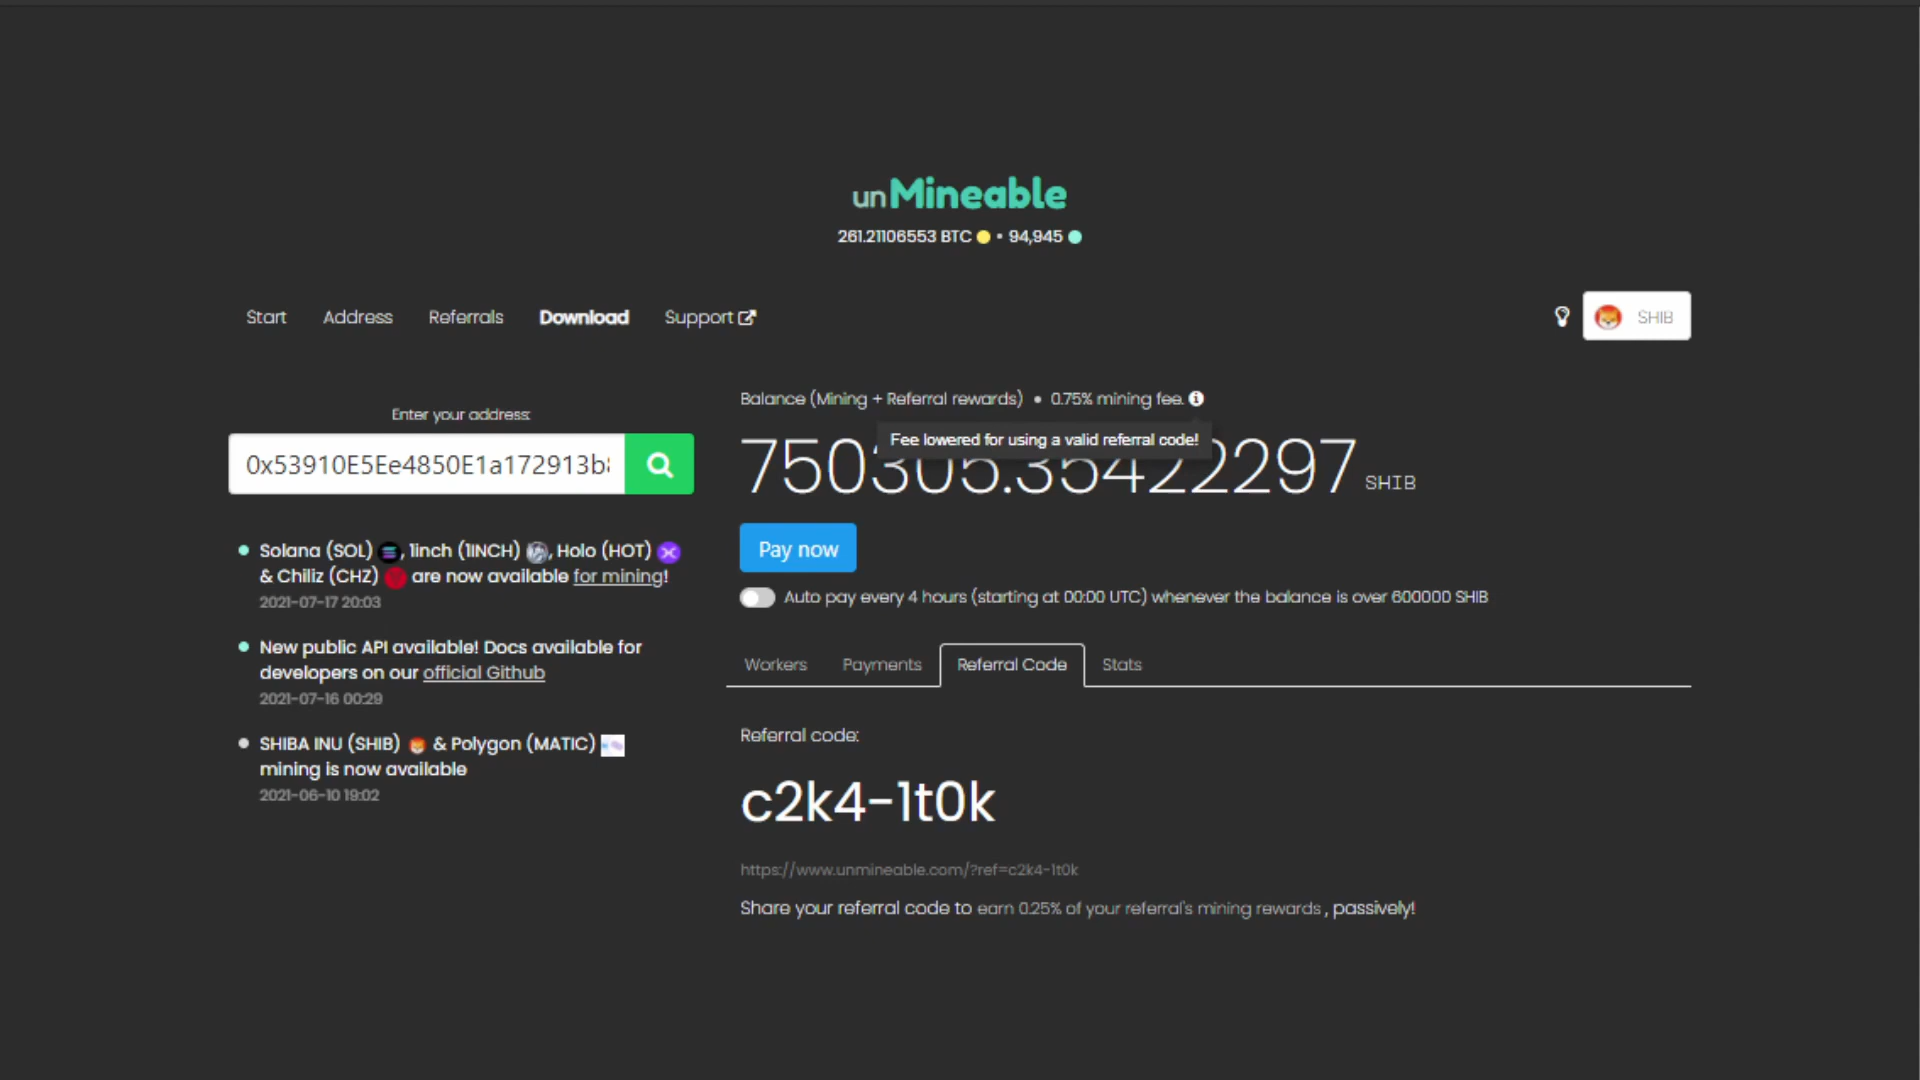 unMineable
261.21106553 BTC • 94,945
Start Address Referrals Download Support
SHIB
Enter your address:
0x53910E5Ee4850E1a172913b8
Solana (SOL) , 1inch (1INCH) , Holo (HOT)
& Chiliz (CHZ) are now available for mining!
2021-07-17 20:03
New public API available! Docs available for
developers on our official Github
2021-07-16 00:29
SHIBA INU (SHIB) & Polygon (MATIC)
mining is now available
2021-06-10 19:02
Balance (Mining + Referral rewards) • 0.75% mining fee.
Fee lowered for using a valid referral code!
750305.35422297 SHIB
Pay now
Auto pay every 4 hours (starting at 00:00 UTC) whenever the balance is over 600000 SHIB
Workers Payments Referral Code Stats
Referral code:
c2k4-1t0k
https://www.unmineable.com/?ref=c2k4-1t0k
Share your referral code to earn 0.25% of your referral's mining rewards , passively!